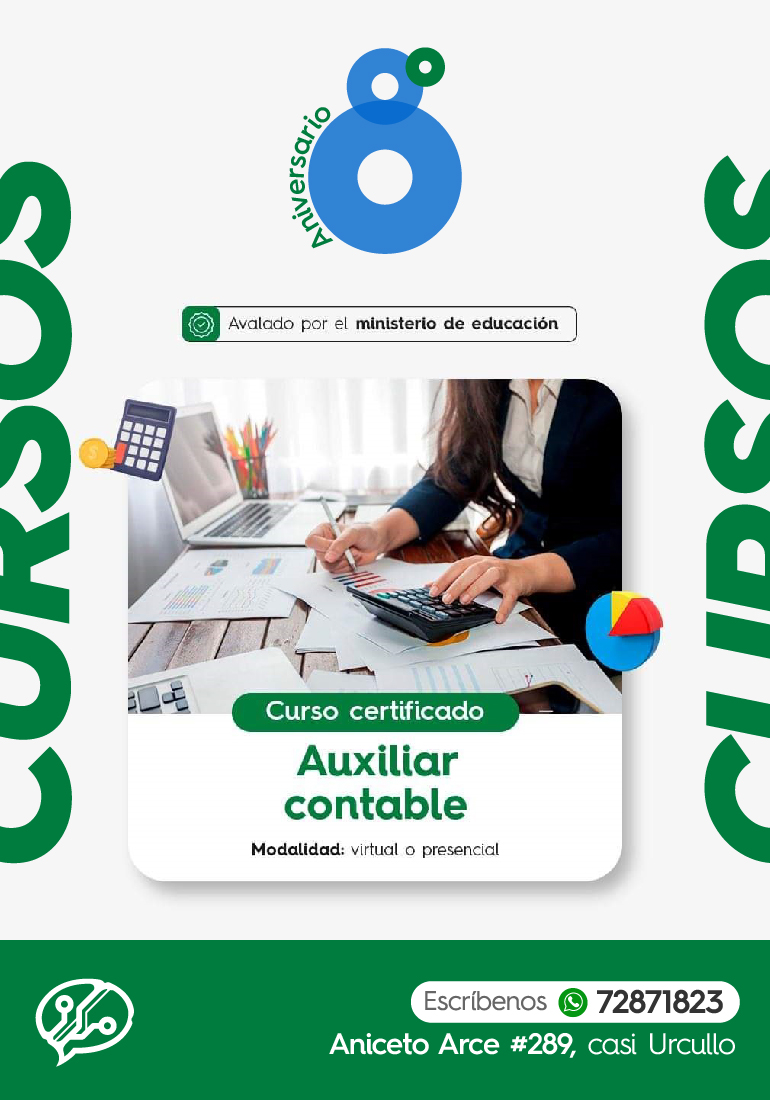 Aniversario
8
CURSOS
CURSOS
Avalado por el ministerio de educación
Curso certificado
Auxiliar
contable
Modalidad: virtual o presencial
Escríbenos 72871823
Aniceto Arce #289, casi Urcullo